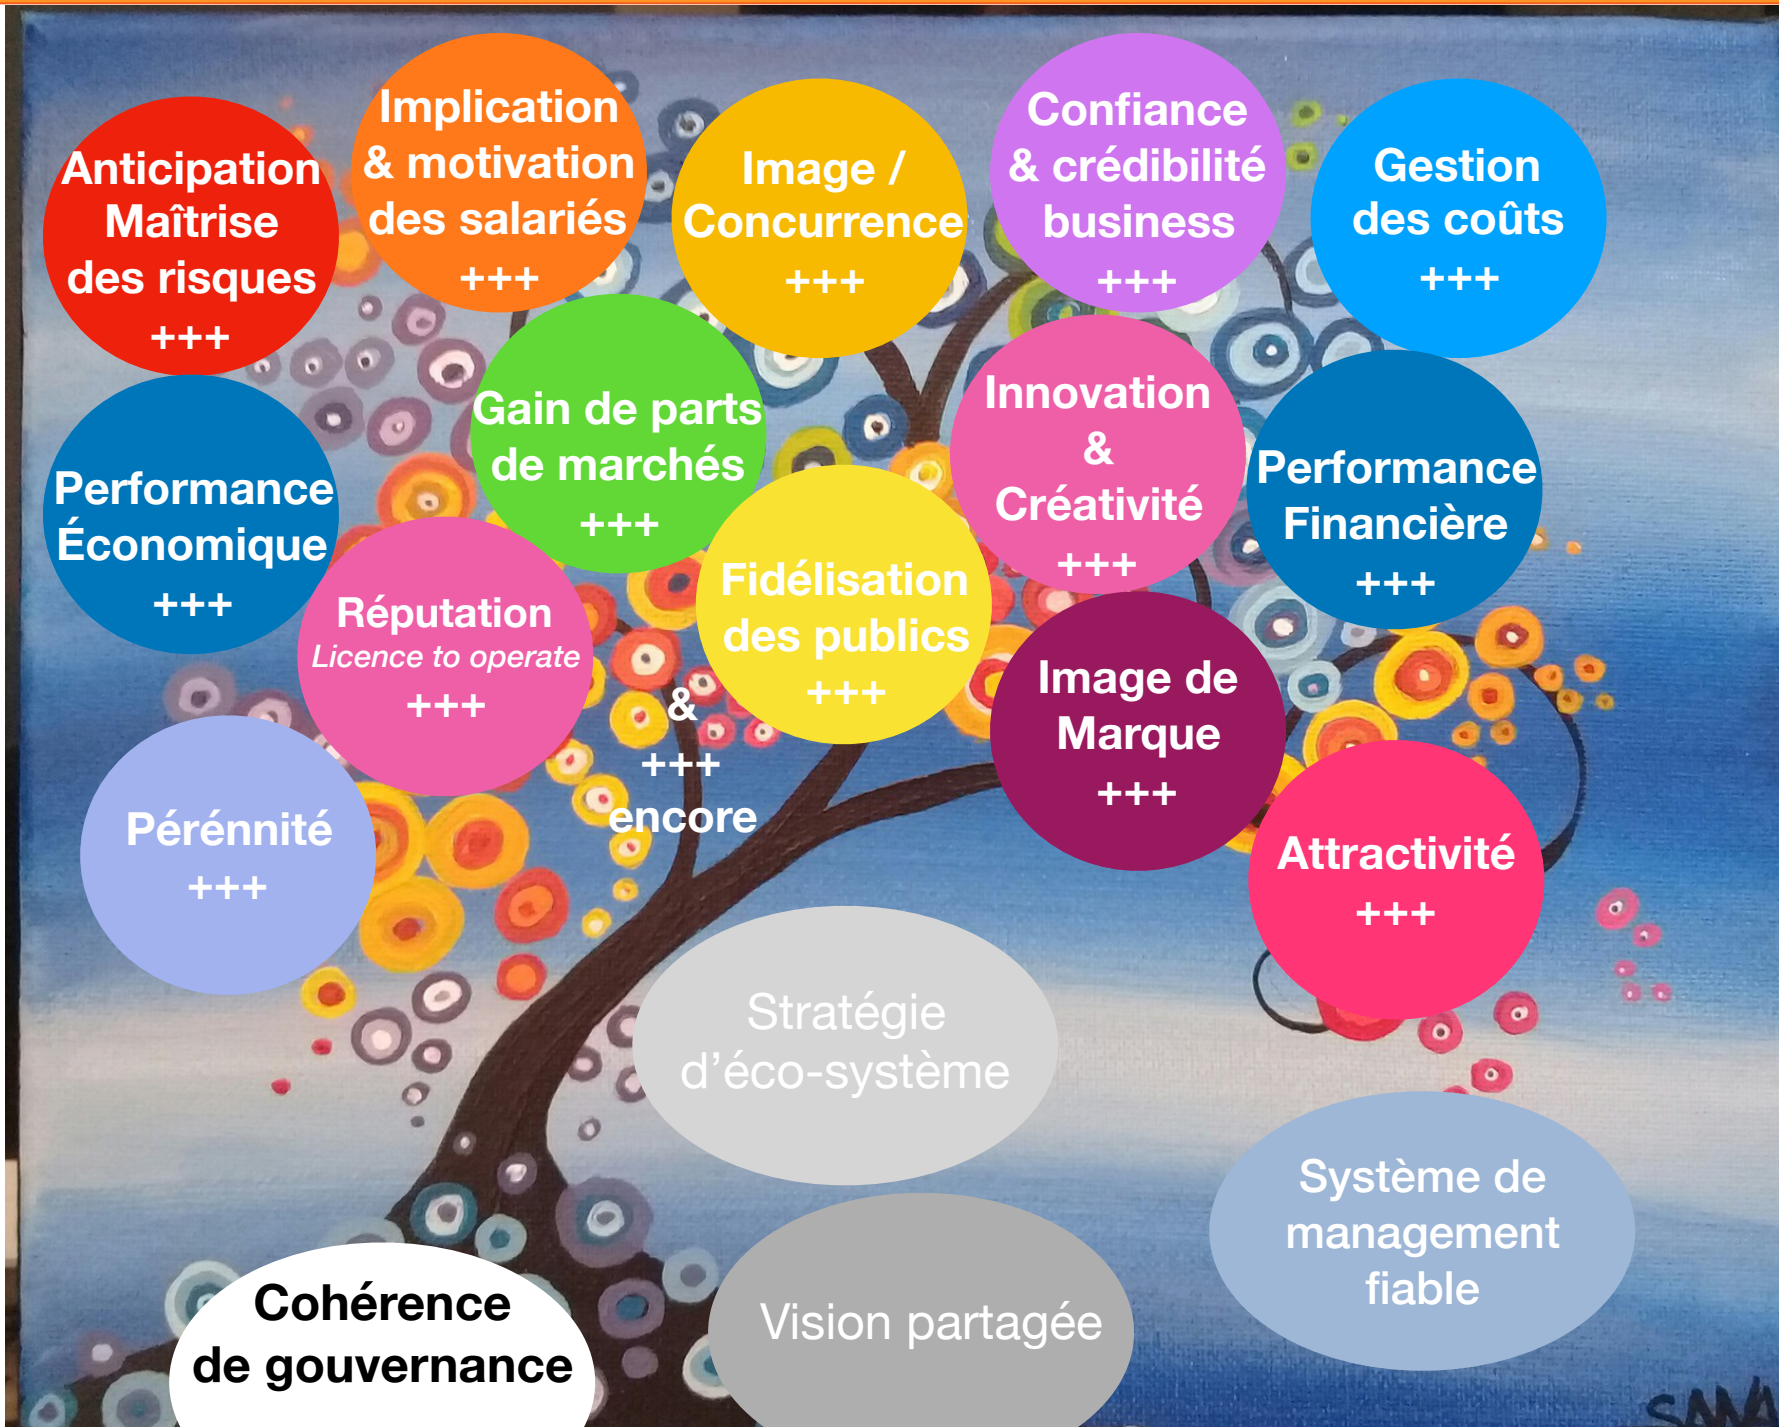 Anticipation
Maîtrise
des risques
+++
Implication
& motivation
des salariés
+++
Image /
Concurrence
+++
Confiance
& crédibilité
business
+++
Gestion
des coûts
+++
Performance
Économique
+++
Gain de parts
de marchés
+++
Innovation
&
Créativité
+++
Performance
Financière
+++
Réputation
Licence to operate
+++
Fidélisation
des publics
+++
&
+++
encore
Image de
Marque
+++
Pérénnité
+++
Attractivité
+++
Stratégie
d'éco-système
Système de
management
fiable
Vision partagée
Cohérence
de gouvernance